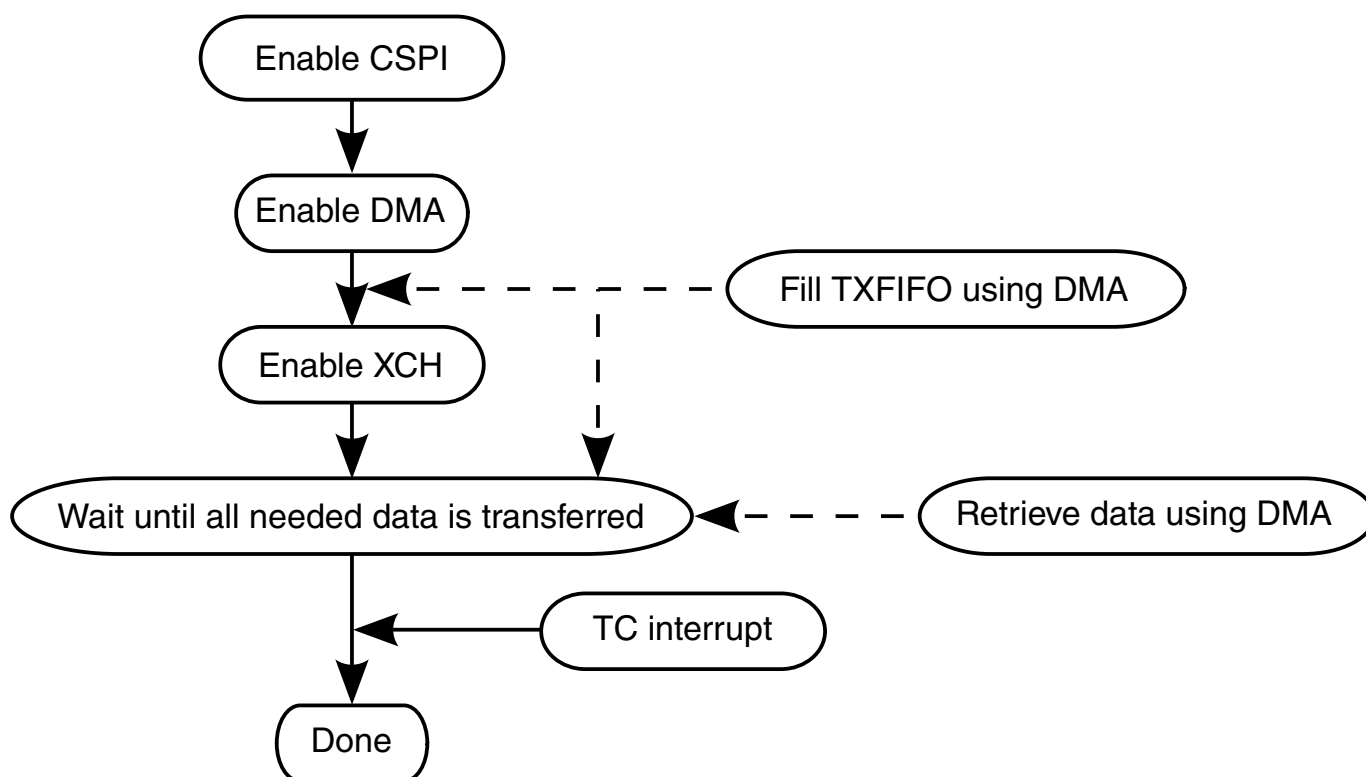 Enable CSPI
Enable DMA
Fill TXFIFO using DMA
Enable XCH
Wait until all needed data is transferred
Retrieve data using DMA
TC interrupt
Done